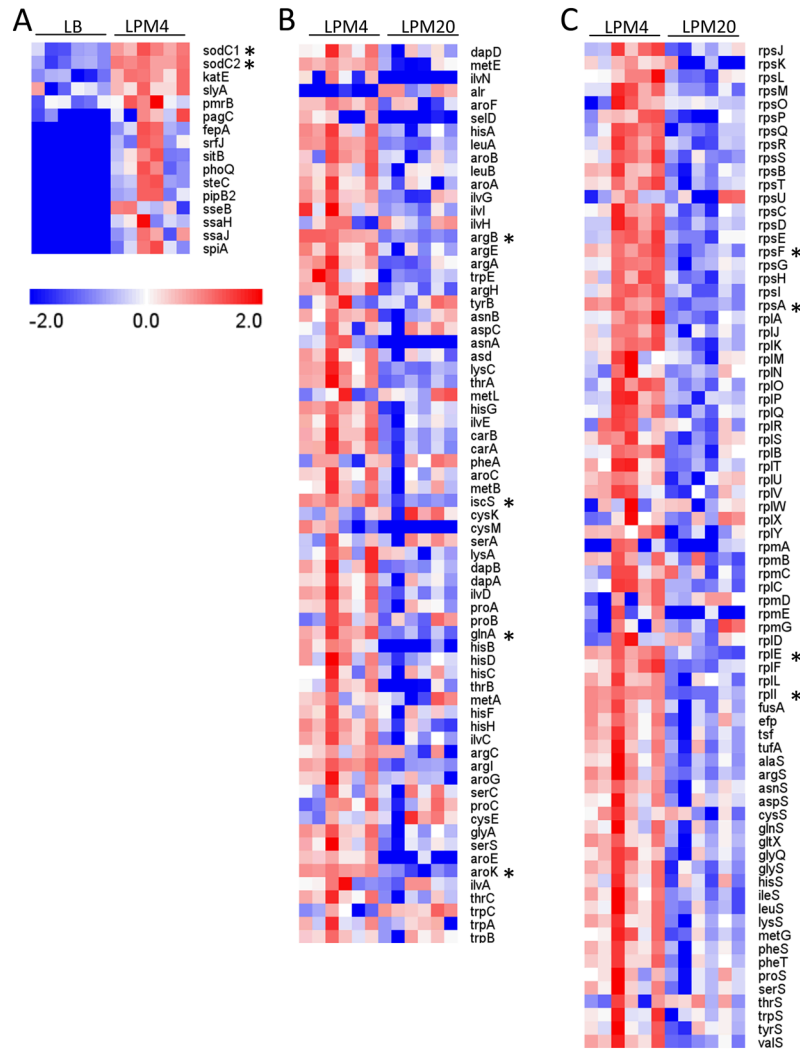 A
LB LPM4
sodC1 *
sodC2 *
katE
slyA
pmrB
pagC
fepA
srfJ
sitB
phoQ
steC
pipB2
sseB
ssaH
ssaJ
spiA
-2.0 0.0 2.0
B
LPM4 LPM20
dapD
metE
ilvN
alr
aroF
selD
hisA
leuA
aroB
leuB
aroA
ilvG
ilvI
ilvH
argB *
argE
argA
trpE
argH
tyrB
asnB
aspC
asnA
asd
lysC
thrA
metL
hisG
ilvE
carB
carA
pheA
aroC
metB
iscS *
cysK
cysM
serA
lysA
dapB
dapA
ilvD
proA
proB
glnA *
hisB
hisD
hisC
thrB
metA
hisF
hisH
ilvC
argC
argI
aroG
serC
proC
cysE
glyA
serS
aroE
aroK *
ilvA
thrC
trpC
trpA
trpB
C
LPM4 LPM20
rpsJ
rpsK
rpsL
rpsM
rpsO
rpsP
rpsQ
rpsR
rpsS
rpsB
rpsT
rpsU
rpsC
rpsD
rpsE
rpsF *
rpsG
rpsH
rpsI
rpsA *
rplA
rplJ
rplK
rplM
rplN
rplO
rplP
rplQ
rplR
rplS
rplB
rplT
rplU
rplV
rplW
rplX
rplY
rpmA
rpmB
rpmC
rplC
rpmD
rpmE
rpmG
rplD
rplE *
rplF
rplL
rplI *
fusA
efp
tsf
tufA
alaS
argS
asnS
aspS
cysS
glnS
gltX
glyQ
glyS
hisS
ileS
leuS
lysS
metG
pheS
pheT
proS
serS
thrS
trpS
tyrS
valS